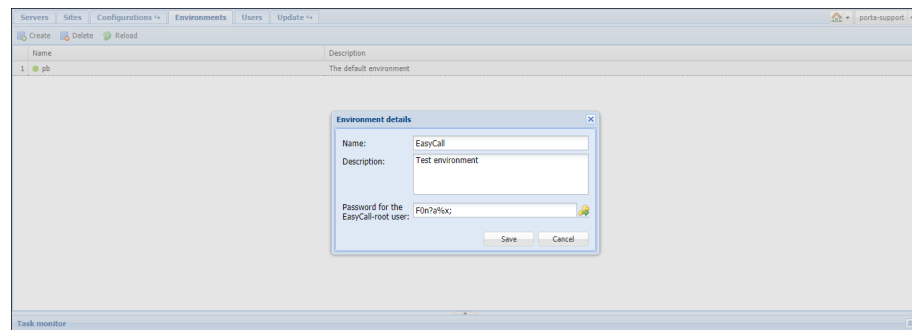 Servers Sites Configurations Environments Users Update porta-support
Create Delete Reload
Name Description
1 pb The default environment
Environment details
Name: EasyCall
Description: Test environment
Password for the
EasyCall-root user: F0n?a%x;
Save Cancel
Task monitor